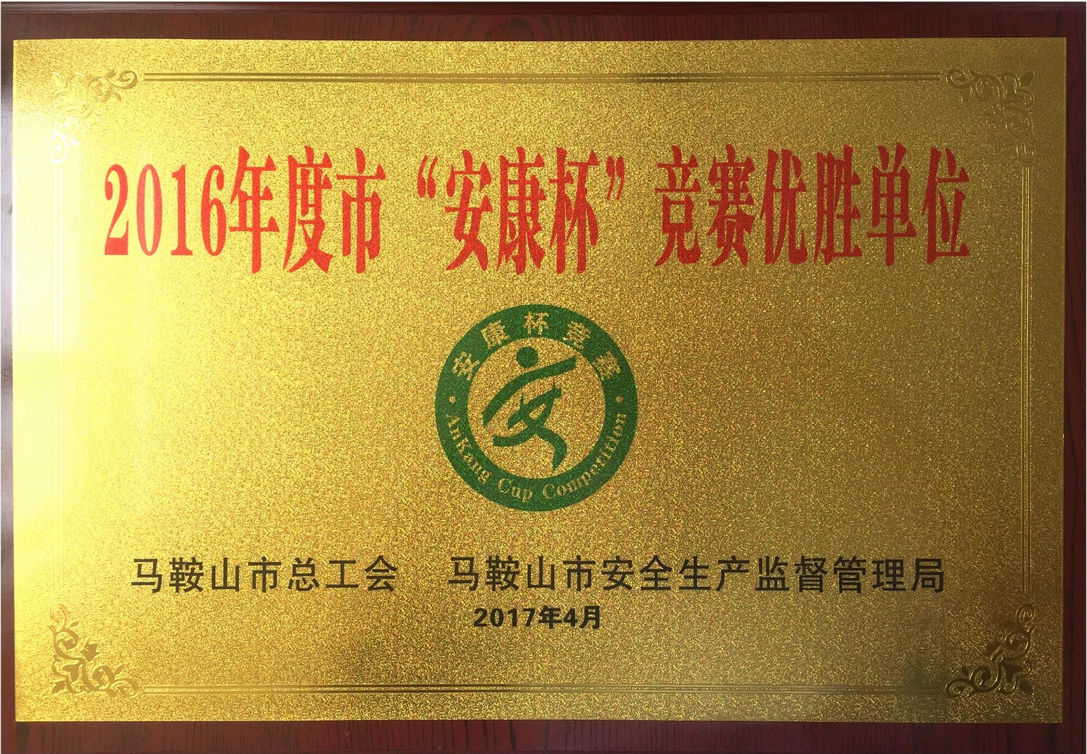 2016年度市“安康杯”竞赛优胜单位
安康杯竞赛
AnKang Cup Competition
马鞍山市总工会 马鞍山市安全生产监督管理局
2017年4月